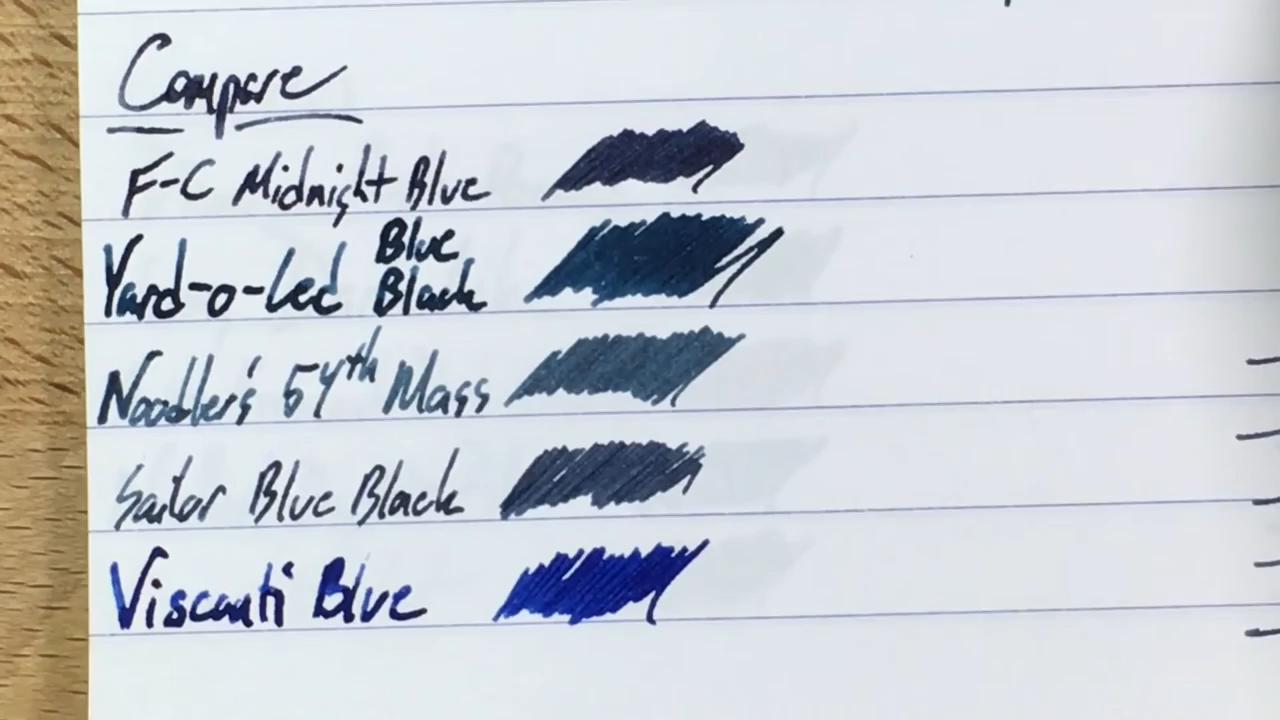 Compare
F-C Midnight Blue
Yard-o-Led Blue Black
Noodler's 54th Mass
Sailor Blue Black
Visconti Blue